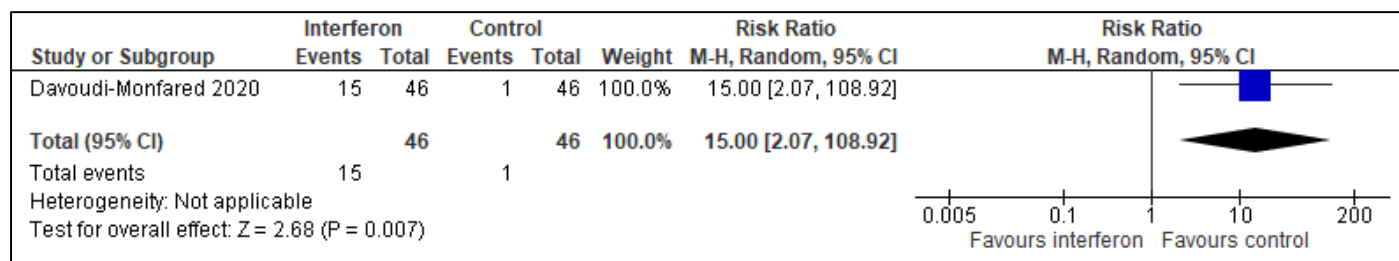 Interferon Control Risk Ratio Risk Ratio
Study or Subgroup Events Total Events Total Weight M-H, Random, 95% CI M-H, Random, 95% CI
Davoudi-Monfared 2020 15 46 1 46 100.0% 15.00 [2.07, 108.92]
Total (95% CI) 46 46 100.0% 15.00 [2.07, 108.92]
Total events 15 1
Heterogeneity: Not applicable
Test for overall effect: Z = 2.68 (P = 0.007)
0.005 0.1 1 10 200
Favours interferon Favours control